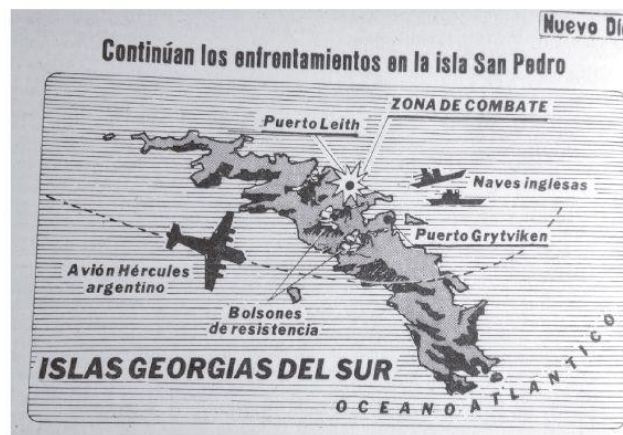 Nuevo Dí
Continúan los enfrentamientos en la isla San Pedro
ZONA DE COMBATE
Puerto Leith
Naves inglesas
Puerto Grytviken
Avión Hércules
argentino
Bolsones
de resistencia
ISLAS GEORGIAS DEL SUR
OCEANO ATLANTICO